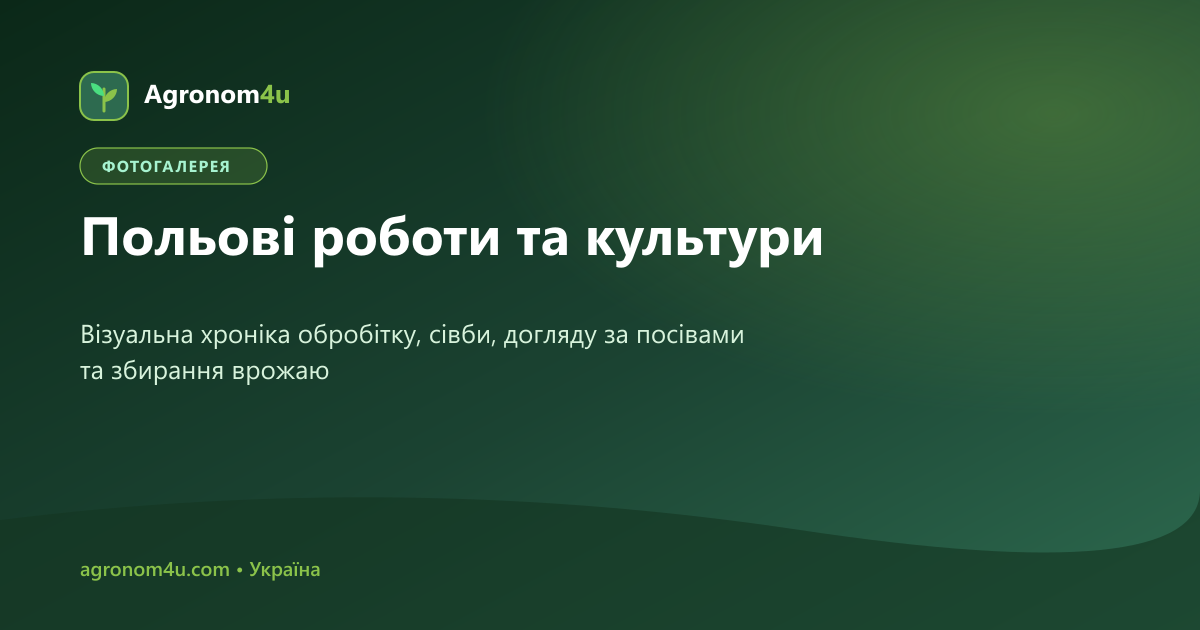 Agronom4u
ФОТОГАЛЕРЕЯ
Польові роботи та культури
Візуальна хроніка обробітку, сівби, догляду за посівами
та збирання врожаю
agronom4u.com • Україна